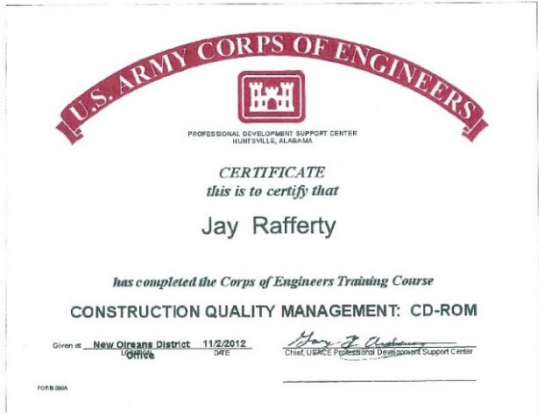 U.S. ARMY CORPS OF ENGINEERS
PROFESSIONAL DEVELOPMENT SUPPORT CENTER
HUNTSVILLE, ALABAMA
CERTIFICATE
this is to certify that
Jay Rafferty
has completed the Corps of Engineers Training Course
CONSTRUCTION QUALITY MANAGEMENT: CD-ROM
Given at New Olreans District 11/2/2012
Office
LOCATION DATE
Chief, USACE Professional Development Support Center